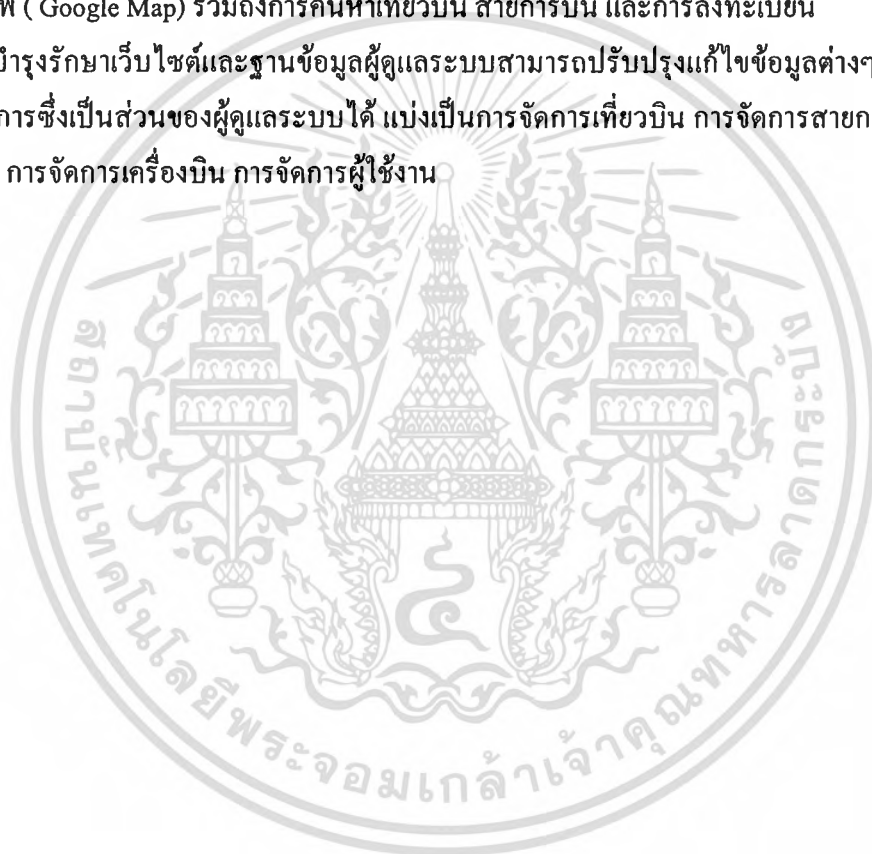 พ ( Google Map) รวมถึงการค้นหาเที่ยวบิน สายการบิน และการลงทะเบียน
บำรุงรักษาเว็บไซต์และฐานข้อมูลผู้ดูแลระบบสามารถปรับปรุงแก้ไขข้อมูลต่างๆ
การซึ่งเป็นส่วนของผู้ดูแลระบบได้ แบ่งเป็นการจัดการเที่ยวบิน การจัดการสายก
การจัดการเครื่องบิน การจัดการผู้ใช้งาน
สถาบันเทคโนโลยีพระจอมเกล้าเจ้าคุณทหารลาดกระบัง